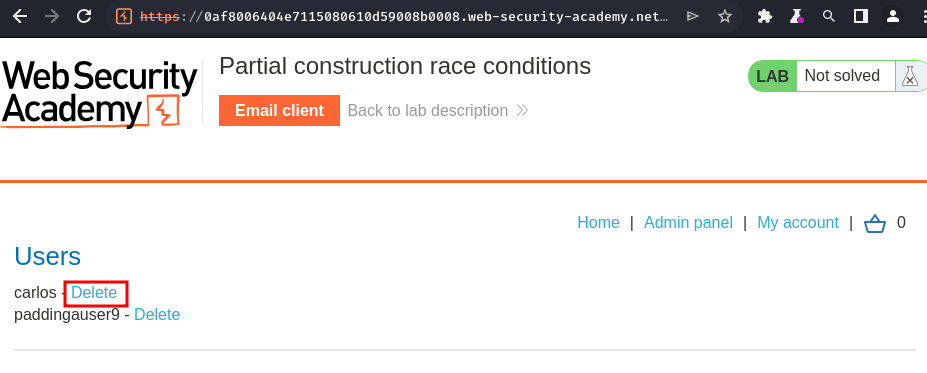 https://0af8006404e7115080610d59008b0008.web-security-academy.net…
Web Security
Academy
Partial construction race conditions
LAB Not solved
Email client Back to lab description
Home | Admin panel | My account | 0
Users
carlos - Delete
paddingauser9 - Delete